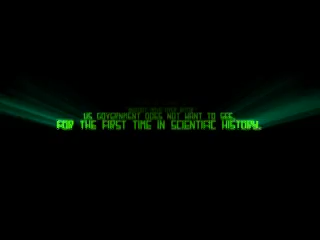 US GOVERNMENT DOES NOT WANT TO SEE,
FOR THE FIRST TIME IN SCIENTIFIC HISTORY.